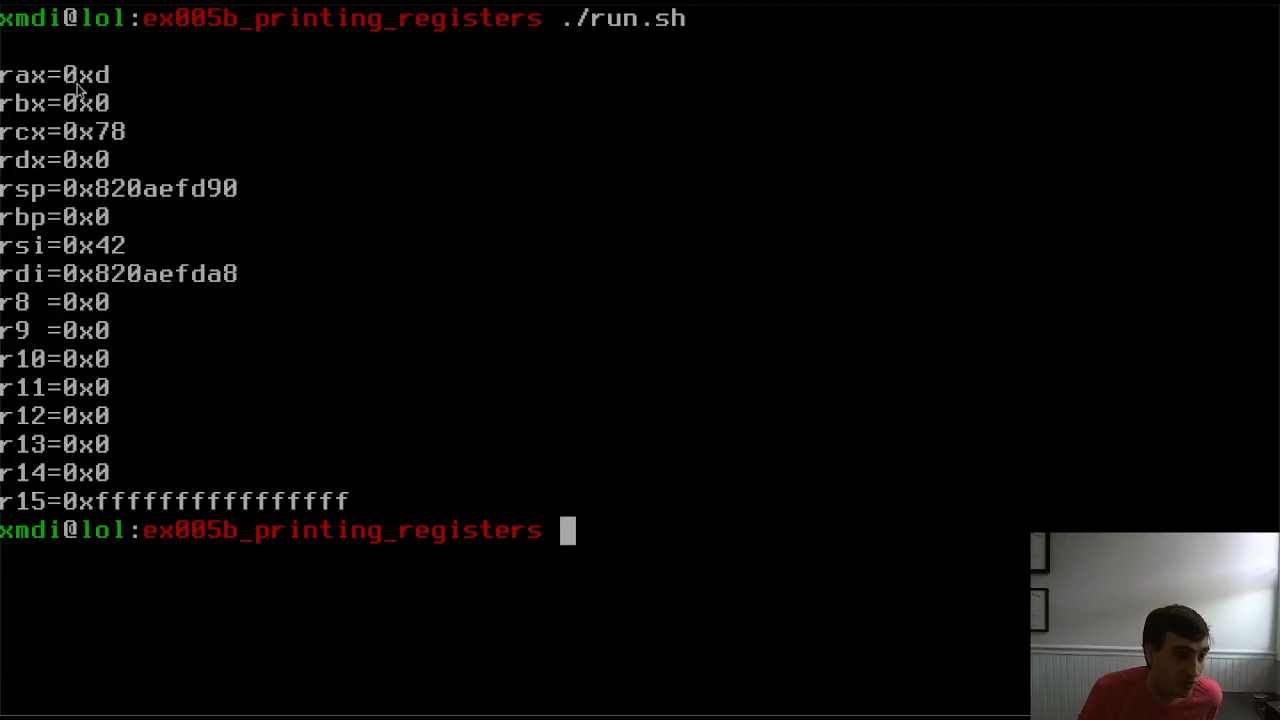 xmdi@lol:ex005b_printing_registers ./run.sh
rax=0xd
rbx=0x0
rcx=0x78
rdx=0x0
rsp=0x820aefd90
rbp=0x0
rsi=0x42
rdi=0x820aefda8
r8 =0x0
r9 =0x0
r10=0x0
r11=0x0
r12=0x0
r13=0x0
r14=0x0
r15=0xffffffffffffffff
xmdi@lol:ex005b_printing_registers